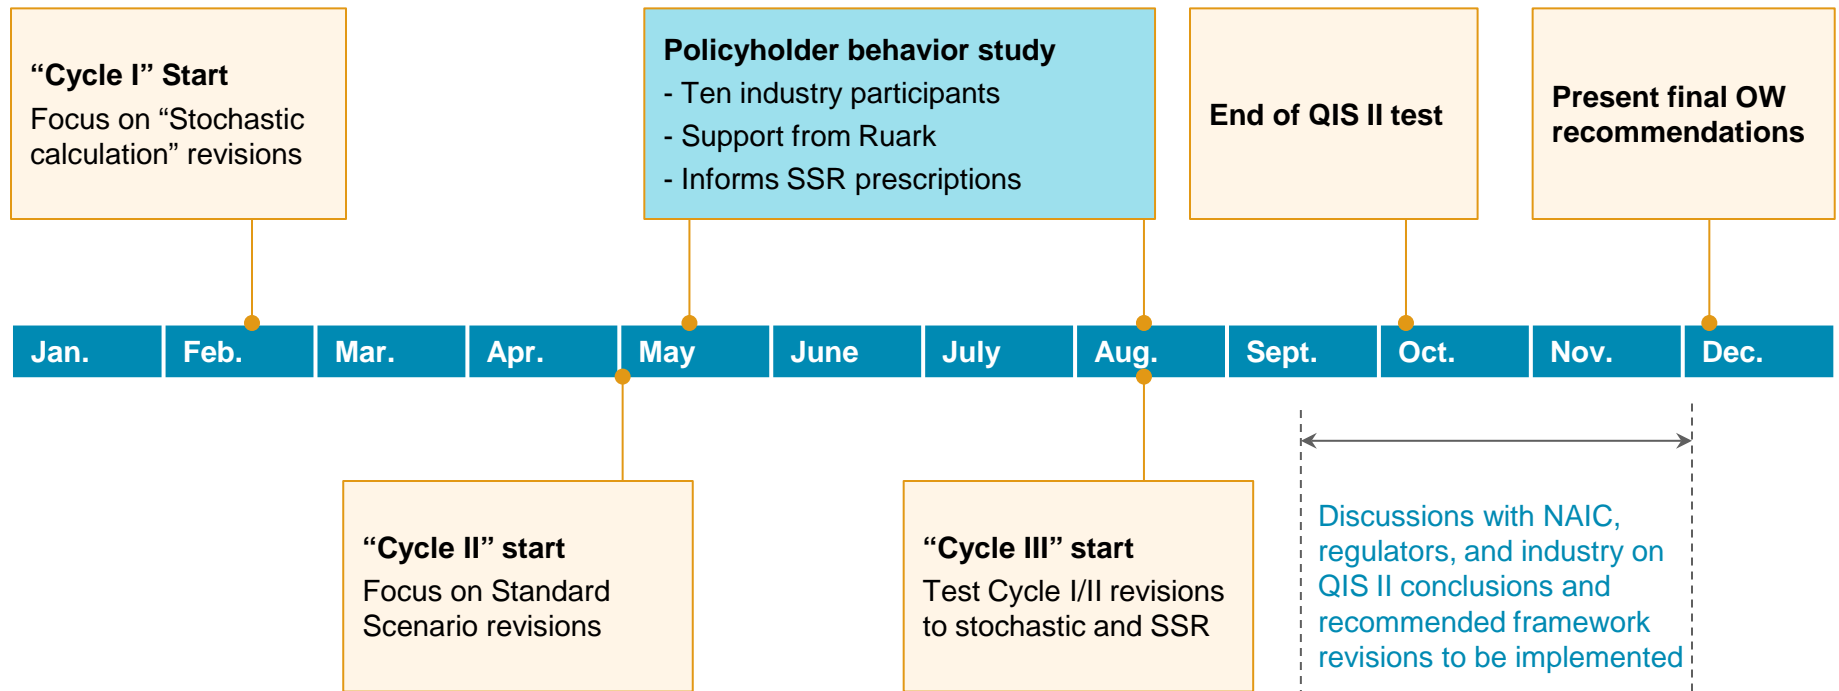 “Cycle I” Start
Focus on “Stochastic
calculation” revisions
Policyholder behavior study
- Ten industry participants
- Support from Ruark
- Informs SSR prescriptions
End of QIS II test
Present final OW
recommendations
Jan.
Feb.
Mar.
Apr.
May
June
July
Aug.
Sept.
Oct.
Nov.
Dec.
“Cycle II” start
Focus on Standard
Scenario revisions
“Cycle III” start
Test Cycle I/II revisions
to stochastic and SSR
Discussions with NAIC,
regulators, and industry on
QIS II conclusions and
recommended framework
revisions to be implemented